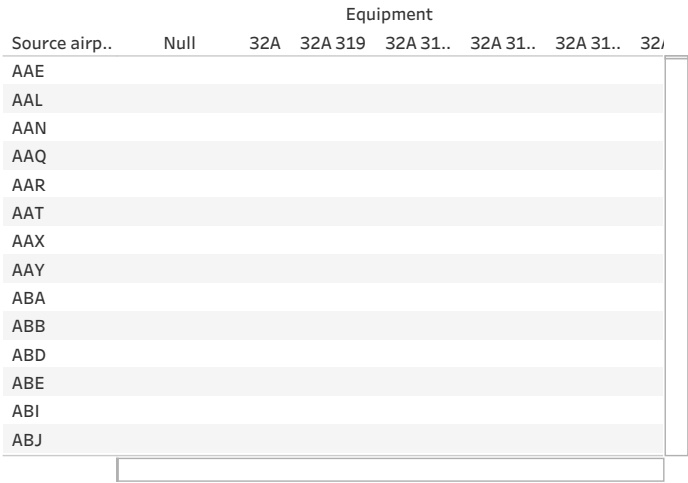 Equipment
Source airp.. Null 32A 32A 319 32A 31.. 32A 31.. 32A 31..
AAE
AAL
AAN
AAQ
AAR
AAT
AAX
AAY
ABA
ABB
ABD
ABE
ABI
ABJ